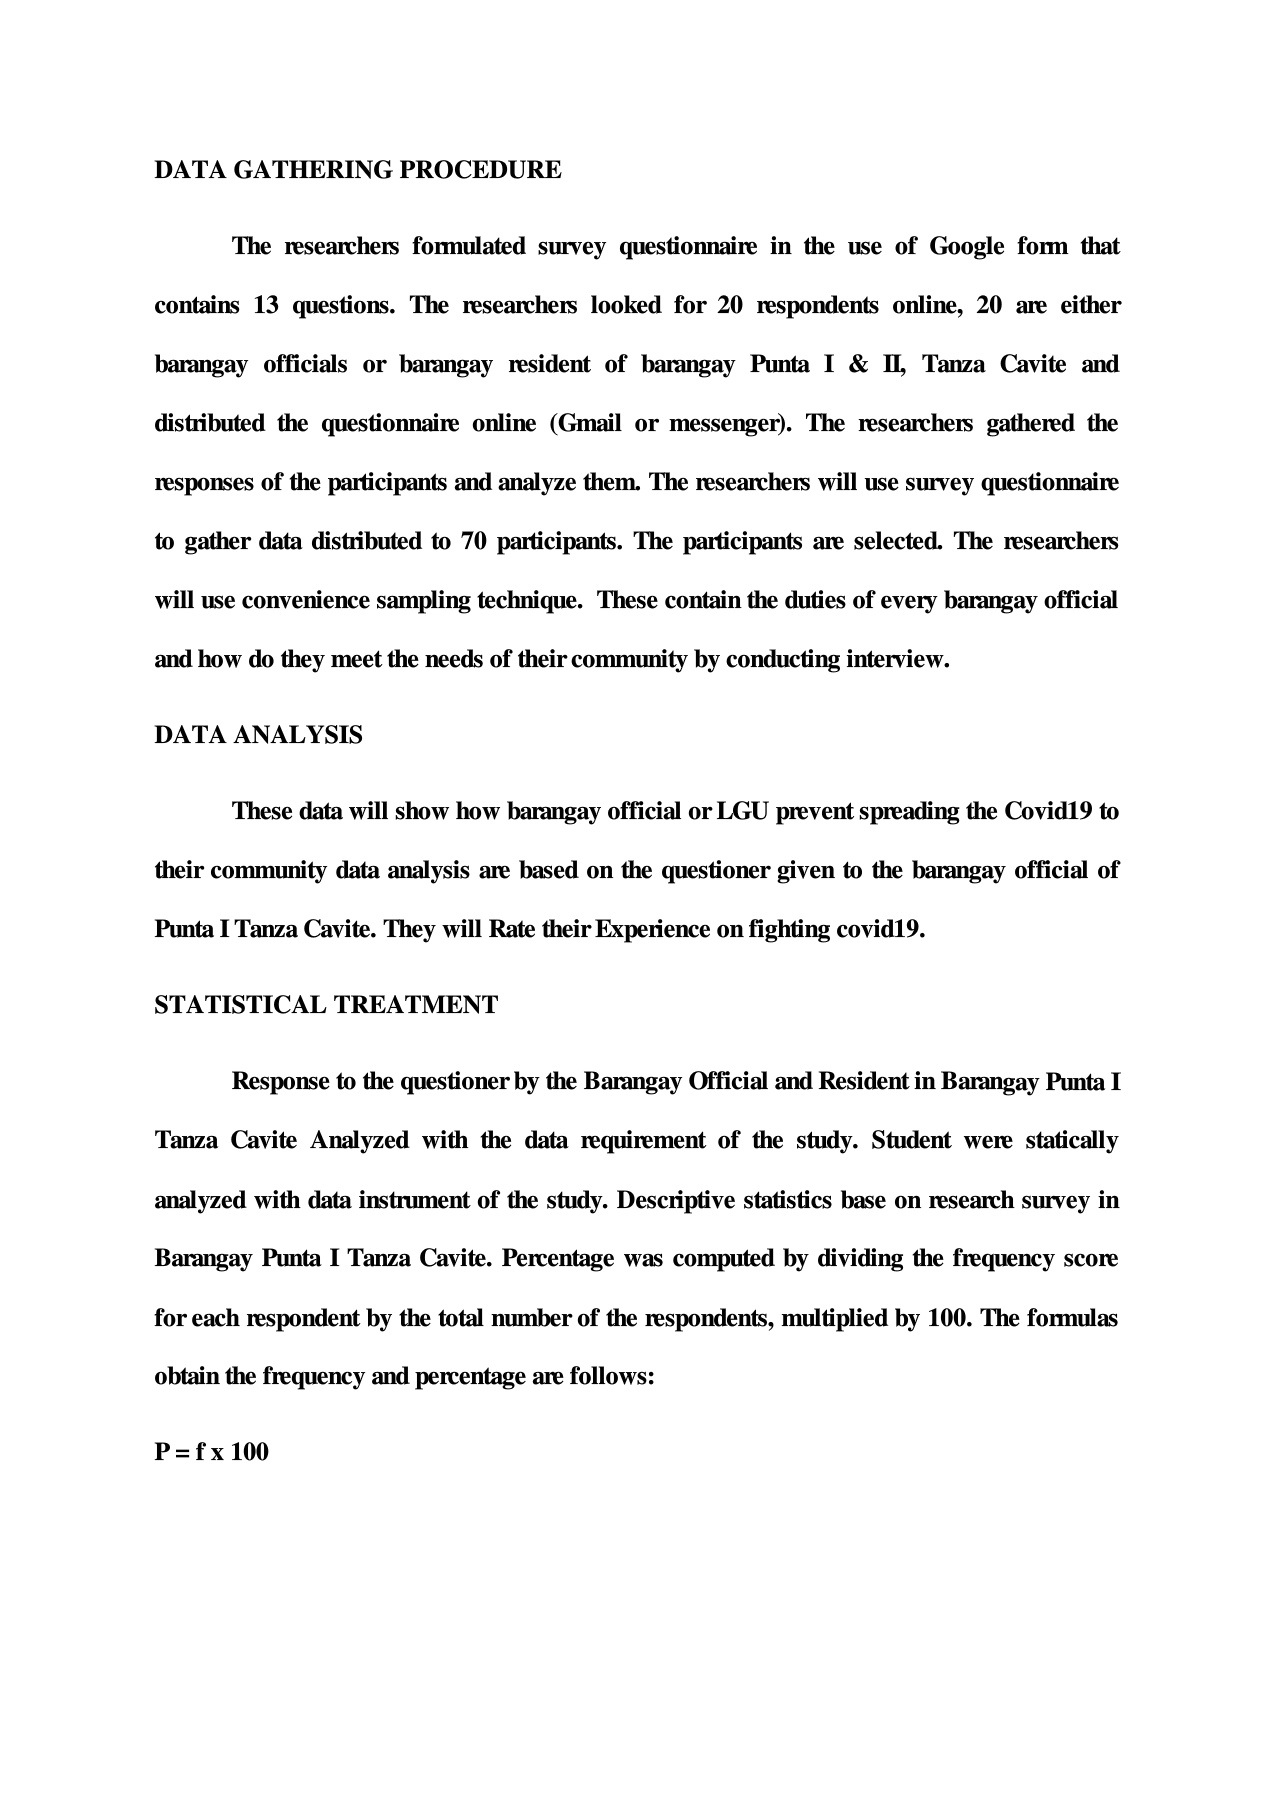 DATA GATHERING PROCEDURE
The researchers formulated survey questionnaire in the use of Google form that
contains 13 questions. The researchers looked for 20 respondents online, 20 are either
barangay officials or barangay resident of barangay Punta I & II, Tanza Cavite and
distributed the questionnaire online (Gmail or messenger). The researchers gathered the
responses of the participants and analyze them. The researchers will use survey questionnaire
to gather data distributed to 70 participants. The participants are selected. The researchers
will use convenience sampling technique.  These contain the duties of every barangay official
and how do they meet the needs of their community by conducting interview.
DATA ANALYSIS
These data will show how barangay official or LGU prevent spreading the Covid19 to
their community data analysis are based on the questioner given to the barangay official of
Punta I Tanza Cavite. They will Rate their Experience on fighting covid19.
STATISTICAL TREATMENT
Response to the questioner by the Barangay Official and Resident in Barangay Punta I
Tanza Cavite Analyzed with the data requirement of the study. Student were statically
analyzed with data instrument of the study. Descriptive statistics base on research survey in
Barangay Punta I Tanza Cavite. Percentage was computed by dividing the frequency score
for each respondent by the total number of the respondents, multiplied by 100. The formulas
obtain the frequency and percentage are follows:
P = f x 100